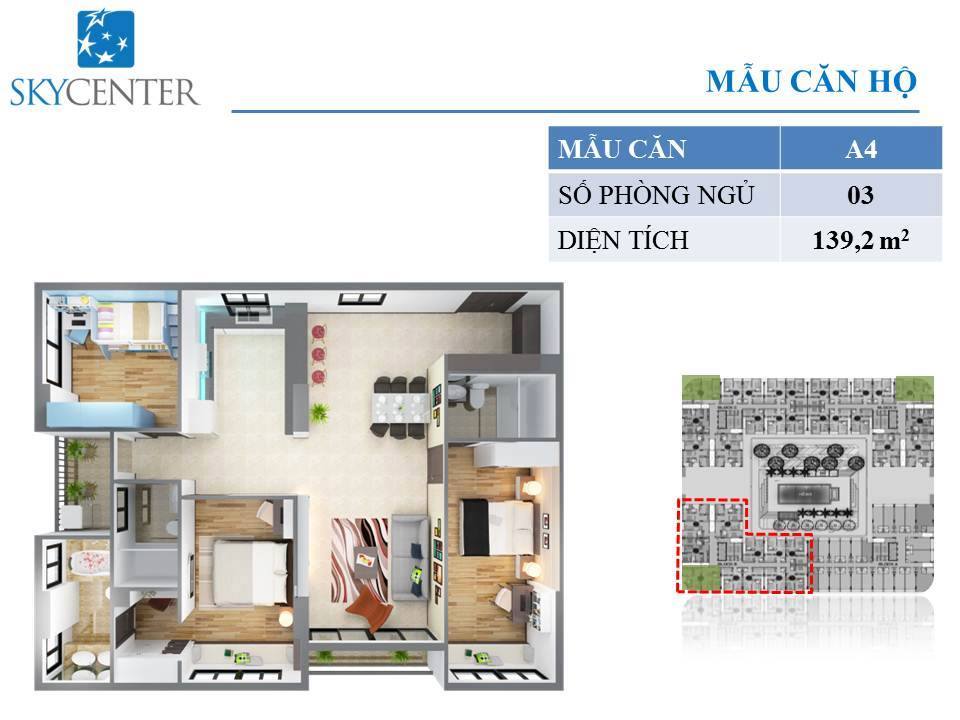 SKYCENTER
MẪU CĂN HỘ
MẪU CĂN A4
SỐ PHÒNG NGỦ 03
DIỆN TÍCH 139,2 m²